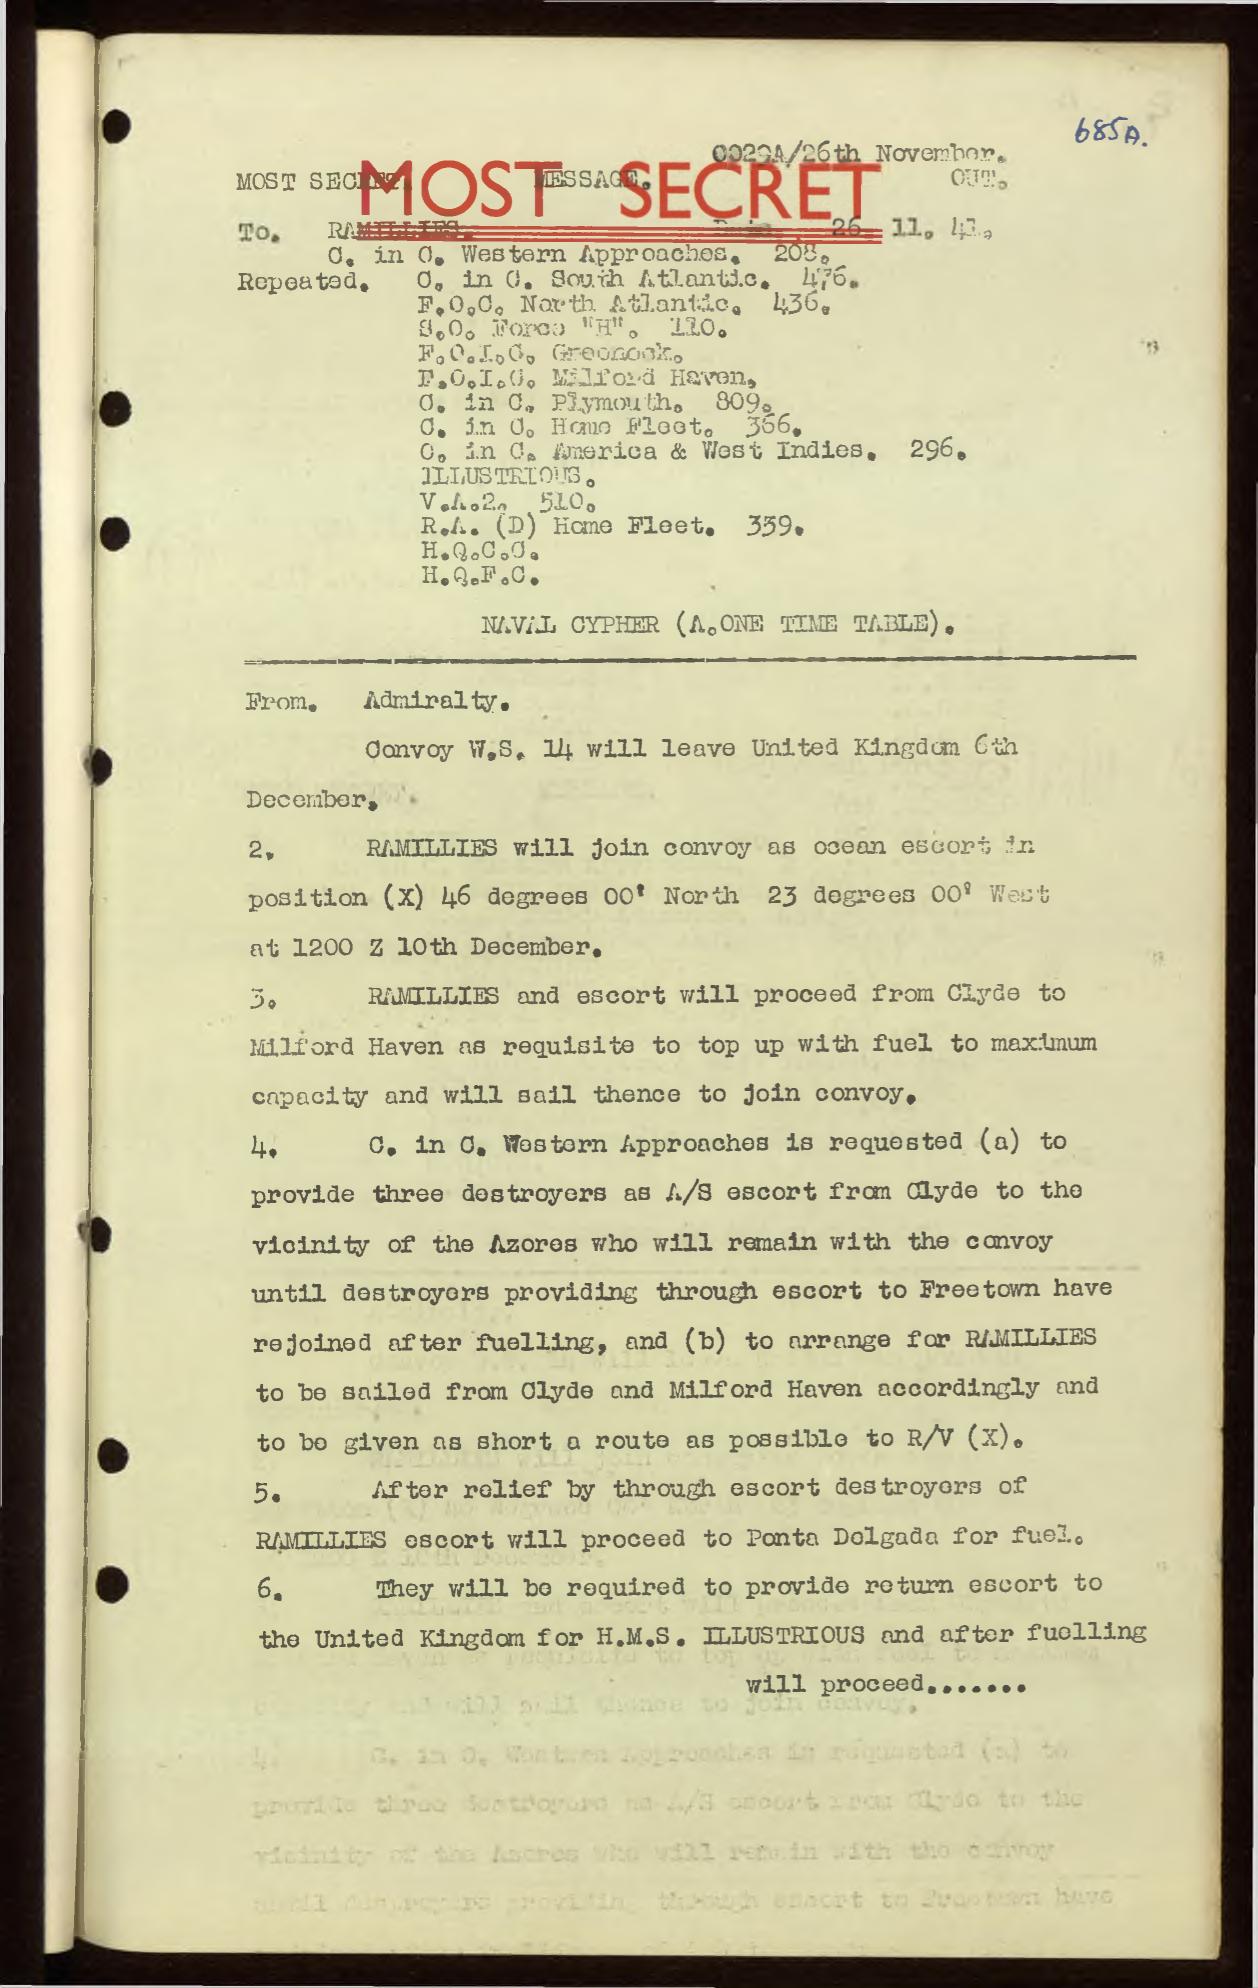 685A.
0029A/26th November.
MOST SECRET. MESSAGE. OUT.
MOST SECRET
To. RAMILLIES. Date. 26. 11. 41.
C. in C. Western Approaches. 208.
Repeated. C. in C. South Atlantic. 476.
F.O.C. North Atlantic. 436.
S.O. Force "H". 110.
F.O.I.C. Greenock.
F.O.I.C. Milford Haven.
C. in C. Plymouth. 809.
C. in C. Home Fleet. 366.
C. in C. America & West Indies. 296.
ILLUSTRIOUS.
V.A.2. 510.
R.A. (D) Home Fleet. 339.
H.Q.C.C.
H.Q.F.C.
NAVAL CYPHER (A.ONE TIME TABLE).
From. Admiralty.
Convoy W.S. 14 will leave United Kingdom 6th
December.
2. RAMILLIES will join convoy as ocean escort in
position (X) 46 degrees 00' North 23 degrees 00' West
at 1200 Z 10th December.
3. RAMILLIES and escort will proceed from Clyde to
Milford Haven as requisite to top up with fuel to maximum
capacity and will sail thence to join convoy.
4. C. in C. Western Approaches is requested (a) to
provide three destroyers as A/S escort from Clyde to the
vicinity of the Azores who will remain with the convoy
until destroyers providing through escort to Freetown have
rejoined after fuelling, and (b) to arrange for RAMILLIES
to be sailed from Clyde and Milford Haven accordingly and
to be given as short a route as possible to R/V (X).
5. After relief by through escort destroyers of
RAMILLIES escort will proceed to Ponta Delgada for fuel.
6. They will be required to provide return escort to
the United Kingdom for H.M.S. ILLUSTRIOUS and after fuelling
will proceed.......